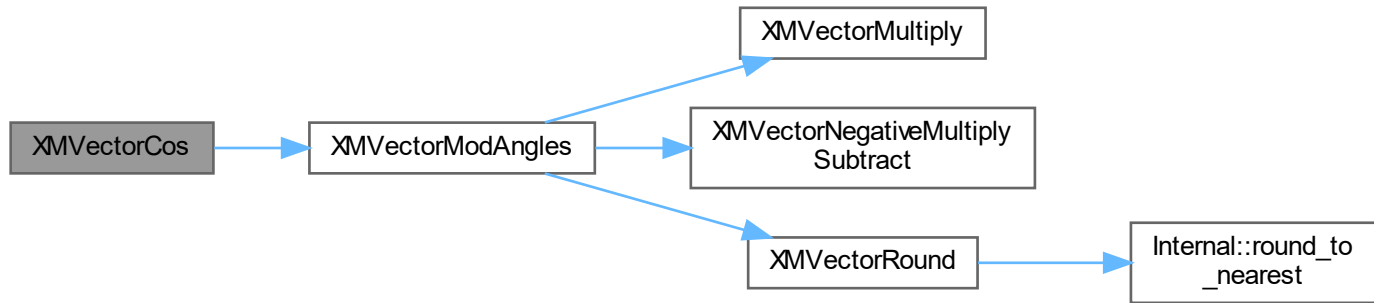 XMVectorMultiply
XMVectorCos
XMVectorModAngles
XMVectorNegativeMultiply
Subtract
XMVectorRound
Internal::round_to
_nearest